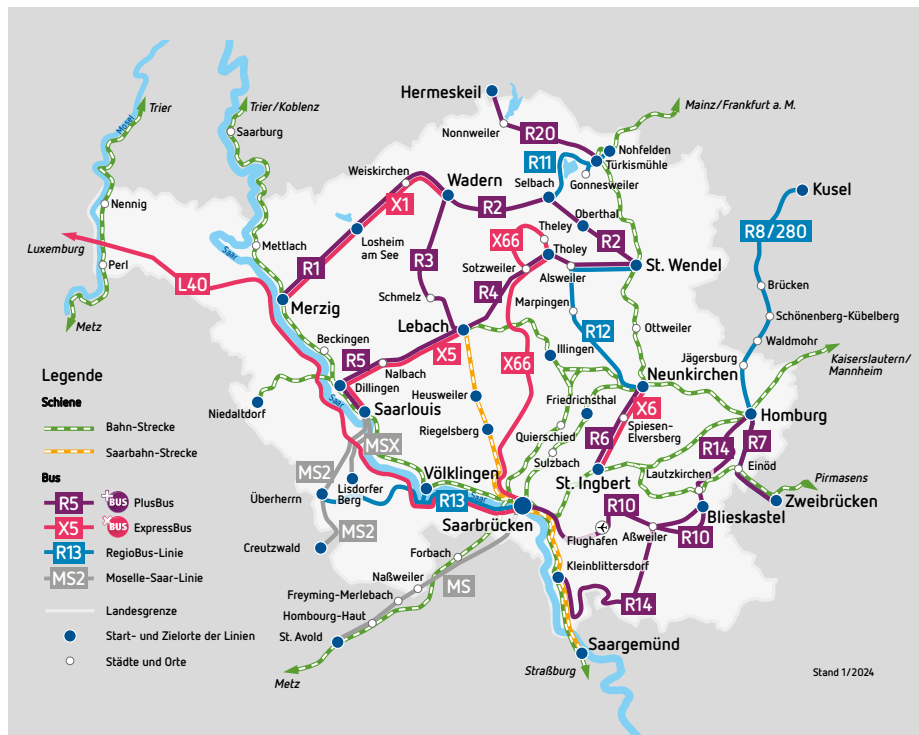 Hermeskeil
Mainz/Frankfurt a. M.
Trier
Trier/Koblenz
Mosel
Saarburg
Nonnweiler
R20
Nohfelden
R11
Türkismühle
Gonnesweiler
Weiskirchen
Wadern
Selbach
Kusel
X1
R2
Oberthal
Nennig
Theley
R2
R8/280
Luxemburg
Mettlach
Losheim
am See
X66
Tholey
Saar
R3
Sotzweiler
St. Wendel
Perl
R1
Alsweiler
L40
R4
Brücken
Merzig
Schmelz
Marpingen
Metz
Lebach
Schönenberg-Kübelberg
R12
Ottweiler
Beckingen
Waldmohr
R5
X5
Illingen
Jägersburg
Kaiserslautern/
Mannheim
Nalbach
X66
Legende
Dillingen
Neunkirchen
Schiene
Saar
Heusweiler
Friedrichsthal
X6
Niedaltdorf
Saarlouis
Homburg
Bahn-Strecke
Riegelsberg
Spiesen-
Elversberg
Saarbahn-Strecke
MSX
Quierschied
R6
R14
R7
Bus
MS2
Sulzbach
Lautzkirchen
Einöd
Völklingen
St. Ingbert
Pirmasens
R5
BUS
PlusBus
Überherrn
Lisdorfer
Berg
R13
Saar
Zweibrücken
X5
BUS
ExpressBus
R10
Blieskastel
Saarbrücken
R10
R13
RegioBus-Linie
Creutzwald
MS2
Flughafen
Aßweiler
Forbach
MS2
Moselle-Saar-Linie
Kleinblittersdorf
Naßweiler
MS
Freyming-Merlebach
R14
Landesgrenze
Hombourg-Haut
Start- und Zielorte der Linien
St. Avold
Saargemünd
Städte und Orte
Metz
Straßburg
Stand 1/2024